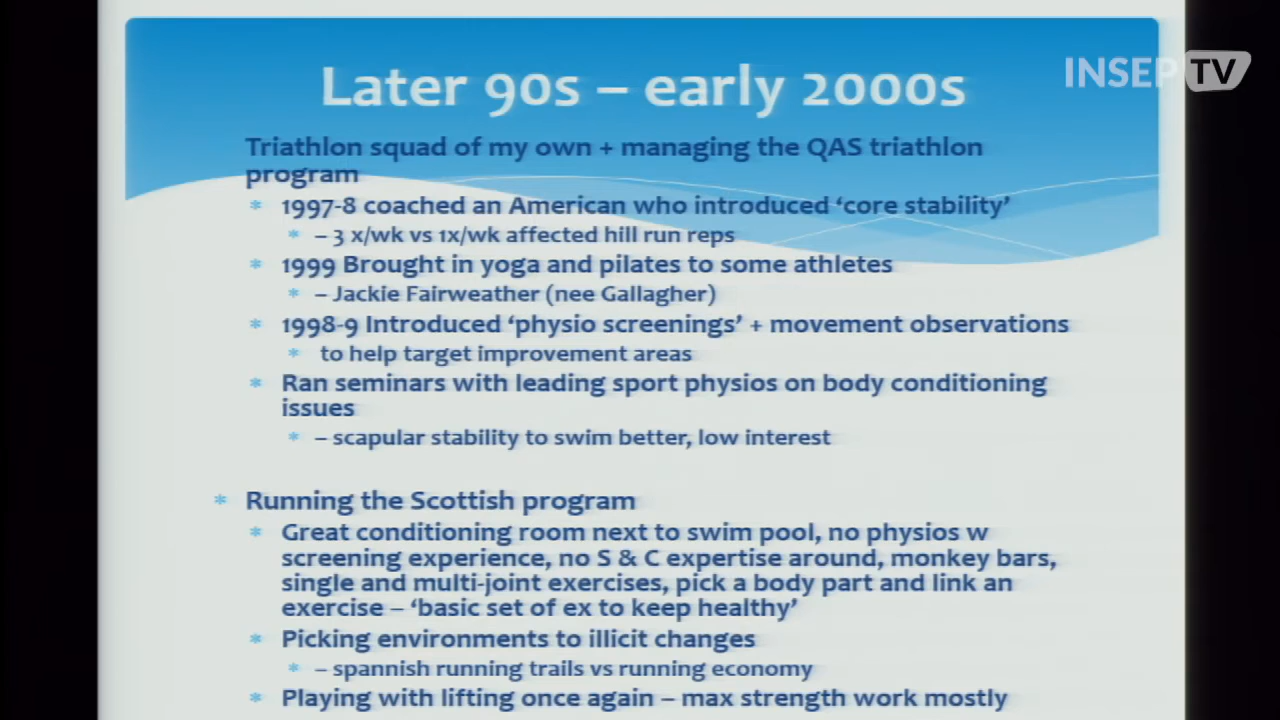 INSEP TV
Later 90s – early 2000s
Triathlon squad of my own + managing the QAS triathlon
program
* 1997-8 coached an American who introduced ‘core stability’
* – 3 x/wk vs 1x/wk affected hill run reps
* 1999 Brought in yoga and pilates to some athletes
* – Jackie Fairweather (nee Gallagher)
* 1998-9 Introduced ‘physio screenings’ + movement observations
* to help target improvement areas
* Ran seminars with leading sport physios on body conditioning
issues
* – scapular stability to swim better, low interest
* Running the Scottish program
* Great conditioning room next to swim pool, no physios w
screening experience, no S & C expertise around, monkey bars,
single and multi-joint exercises, pick a body part and link an
exercise – ‘basic set of ex to keep healthy’
* Picking environments to illicit changes
* – spannish running trails vs running economy
* Playing with lifting once again – max strength work mostly